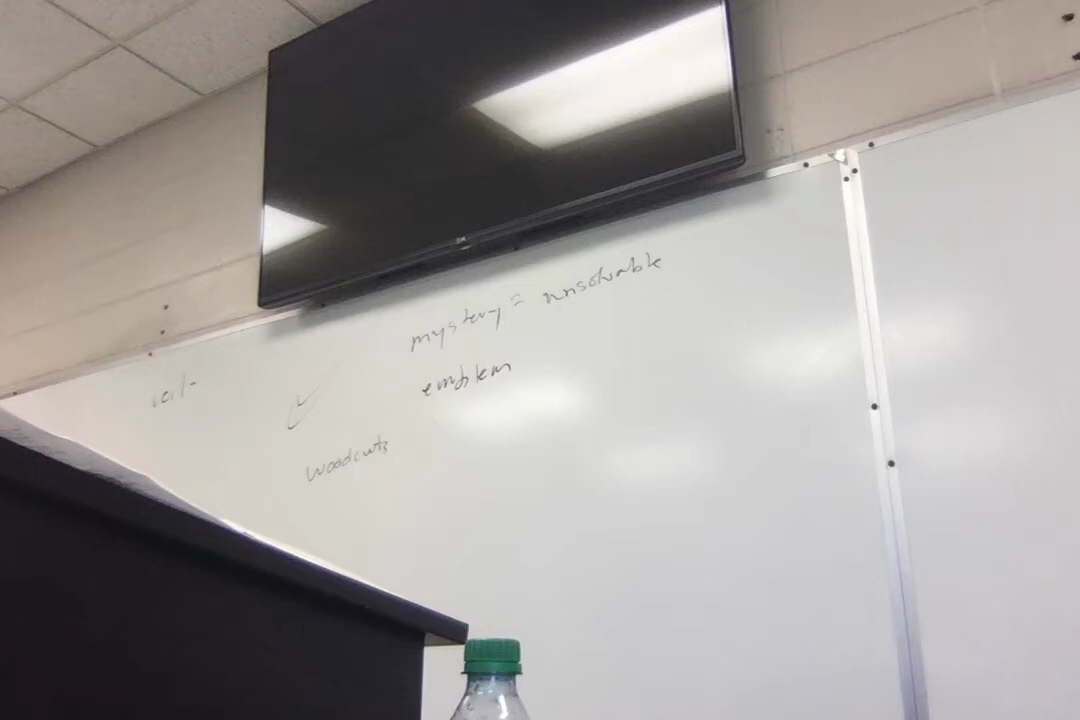 mystery = unsolvable
emblem
woodcuts